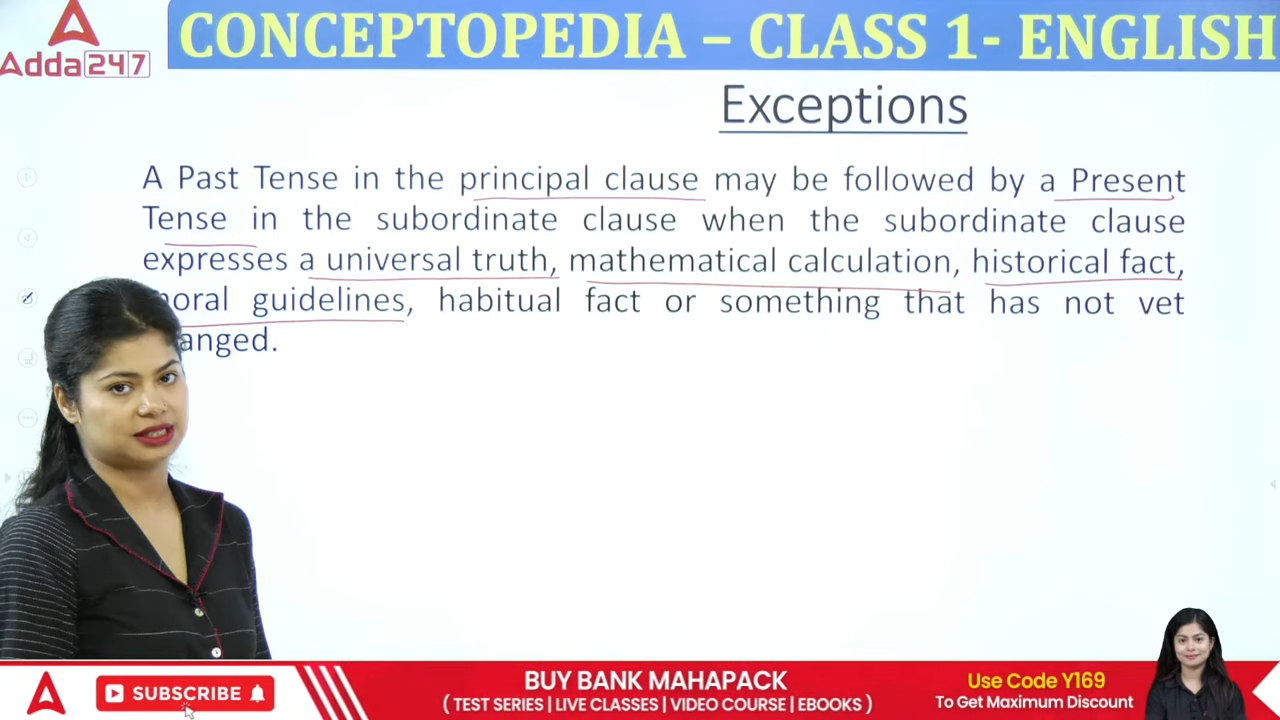 CONCEPTOPEDIA – CLASS 1- ENGLISH
Adda247
Exceptions
A Past Tense in the principal clause may be followed by a Present
Tense in the subordinate clause when the subordinate clause
expresses a universal truth, mathematical calculation, historical fact,
oral guidelines, habitual fact or something that has not vet
anged.
SUBSCRIBE
BUY BANK MAHAPACK
( TEST SERIES | LIVE CLASSES | VIDEO COURSE | EBOOKS )
Use Code Y169
To Get Maximum Discount